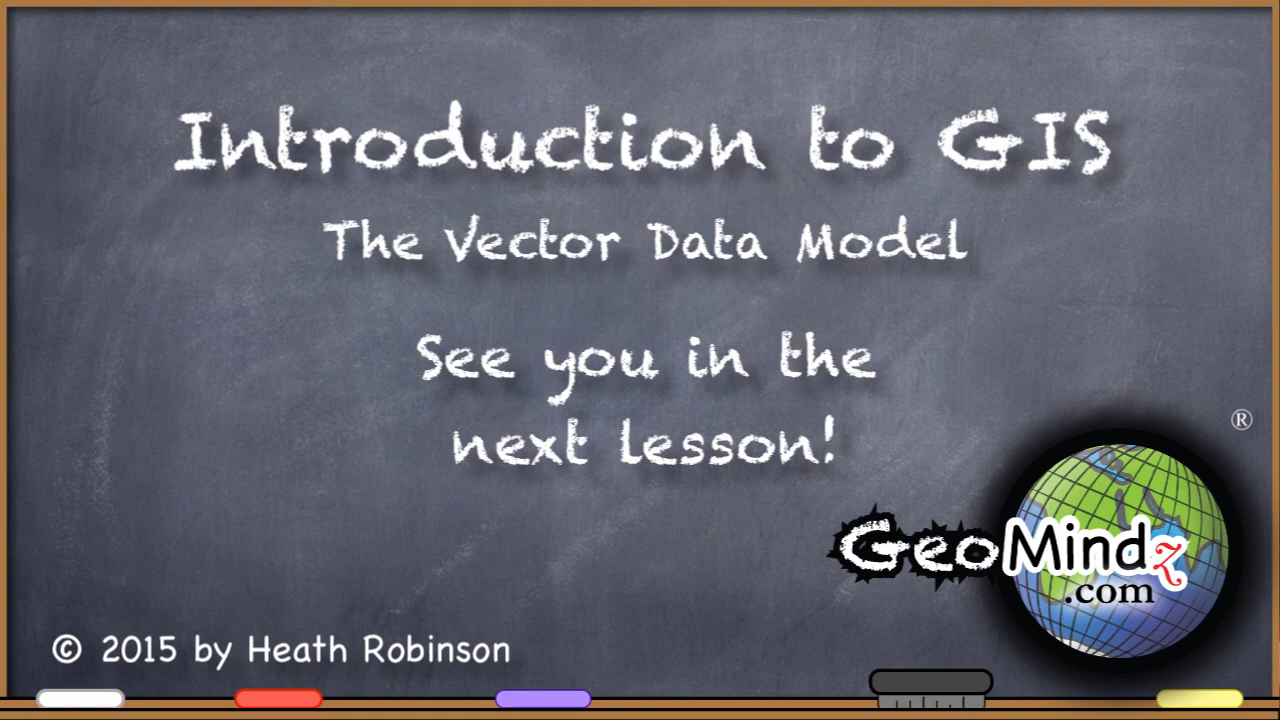 Introduction to GIS
The Vector Data Model
See you in the
next lesson!
®
GeoMindz
.com
© 2015 by Heath Robinson